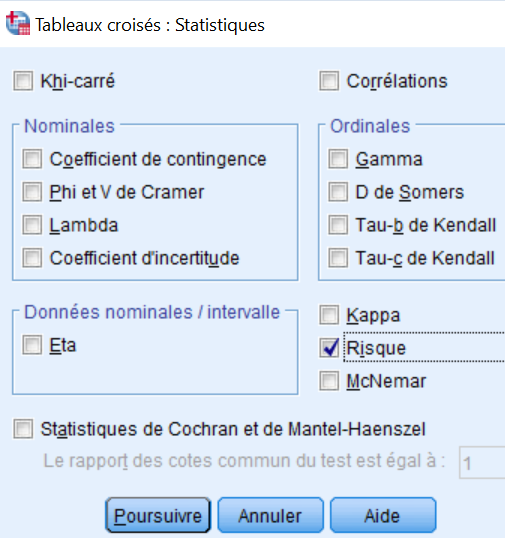 Tableaux croisés : Statistiques
Khi-carré
Corrélations
Nominales
Coefficient de contingence
Phi et V de Cramer
Lambda
Coefficient d'incertitude
Ordinales
Gamma
D de Somers
Tau-b de Kendall
Tau-c de Kendall
Données nominales / intervalle
Eta
Kappa
Risque
McNemar
Statistiques de Cochran et de Mantel-Haenszel
Le rapport des cotes commun du test est égal à : 1
Poursuivre Annuler Aide